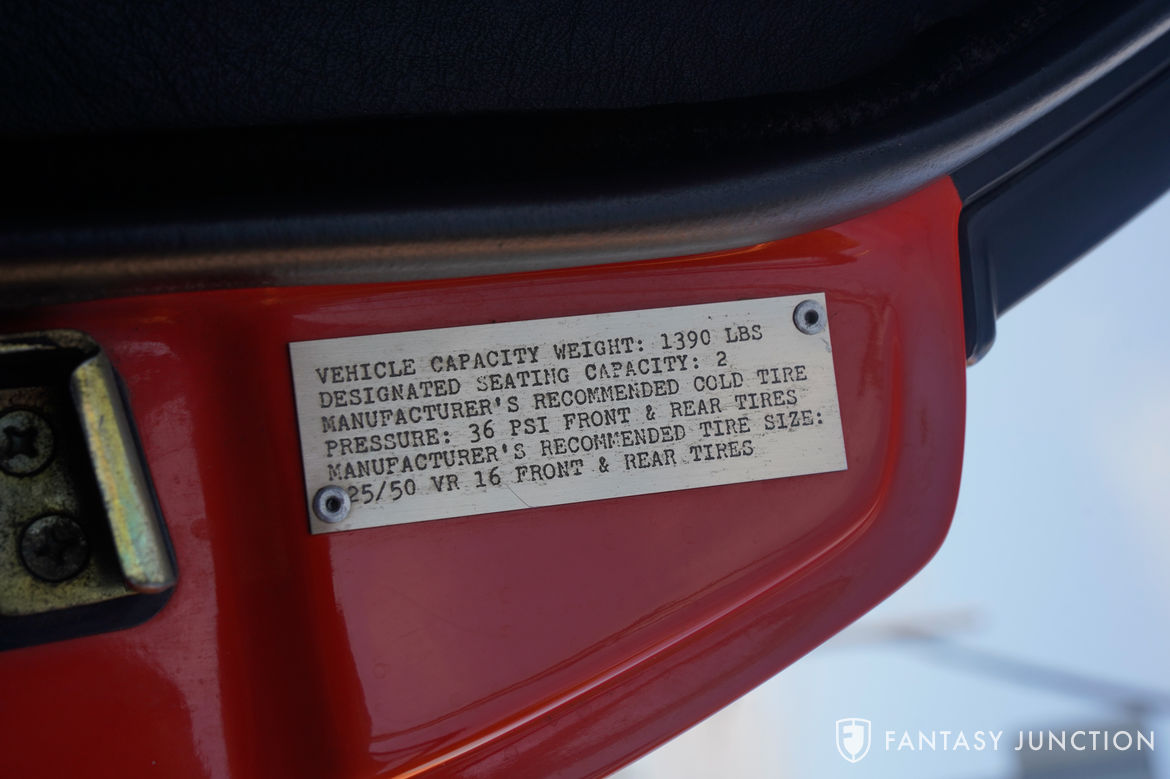 VEHICLE CAPACITY WEIGHT: 1390 LBS
DESIGNATED SEATING CAPACITY: 2
MANUFACTURER'S RECOMMENDED COLD TIRE
PRESSURE: 36 PSI FRONT & REAR TIRES
MANUFACTURER'S RECOMMENDED TIRE SIZE:
25/50 VR 16 FRONT & REAR TIRES
FANTASY JUNCTION